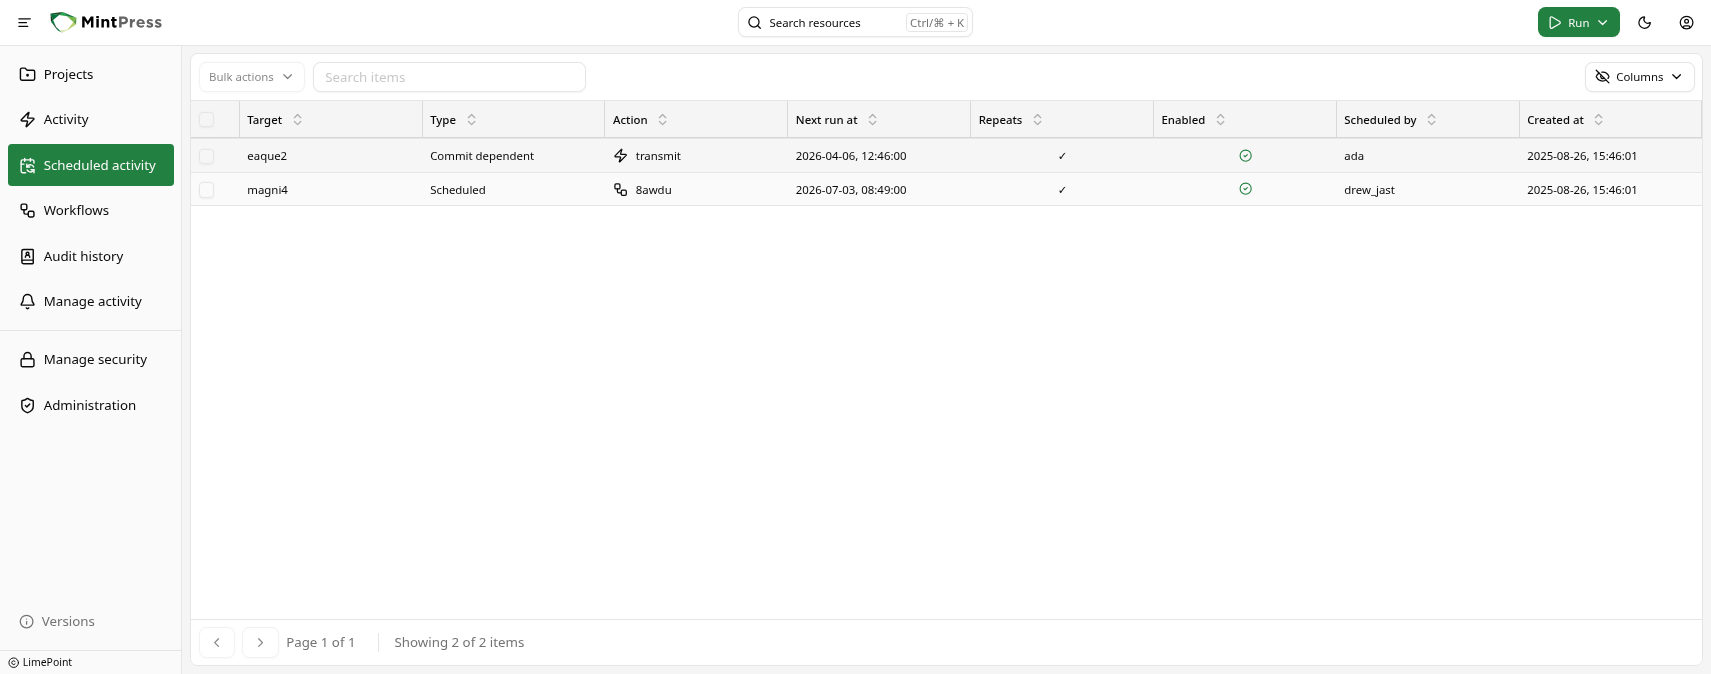 MintPress
Search resources Ctrl/⌘ + K
Run
Projects
Activity
Scheduled activity
Workflows
Audit history
Manage activity
Manage security
Administration
Versions
© LimePoint
Bulk actions Search items Columns
Target Type Action Next run at Repeats Enabled Scheduled by Created at
eaque2 Commit dependent transmit 2026-04-06, 12:46:00 ✓ ada 2025-08-26, 15:46:01
magni4 Scheduled 8awdu 2026-07-03, 08:49:00 ✓ drew_jast 2025-08-26, 15:46:01
Page 1 of 1 Showing 2 of 2 items